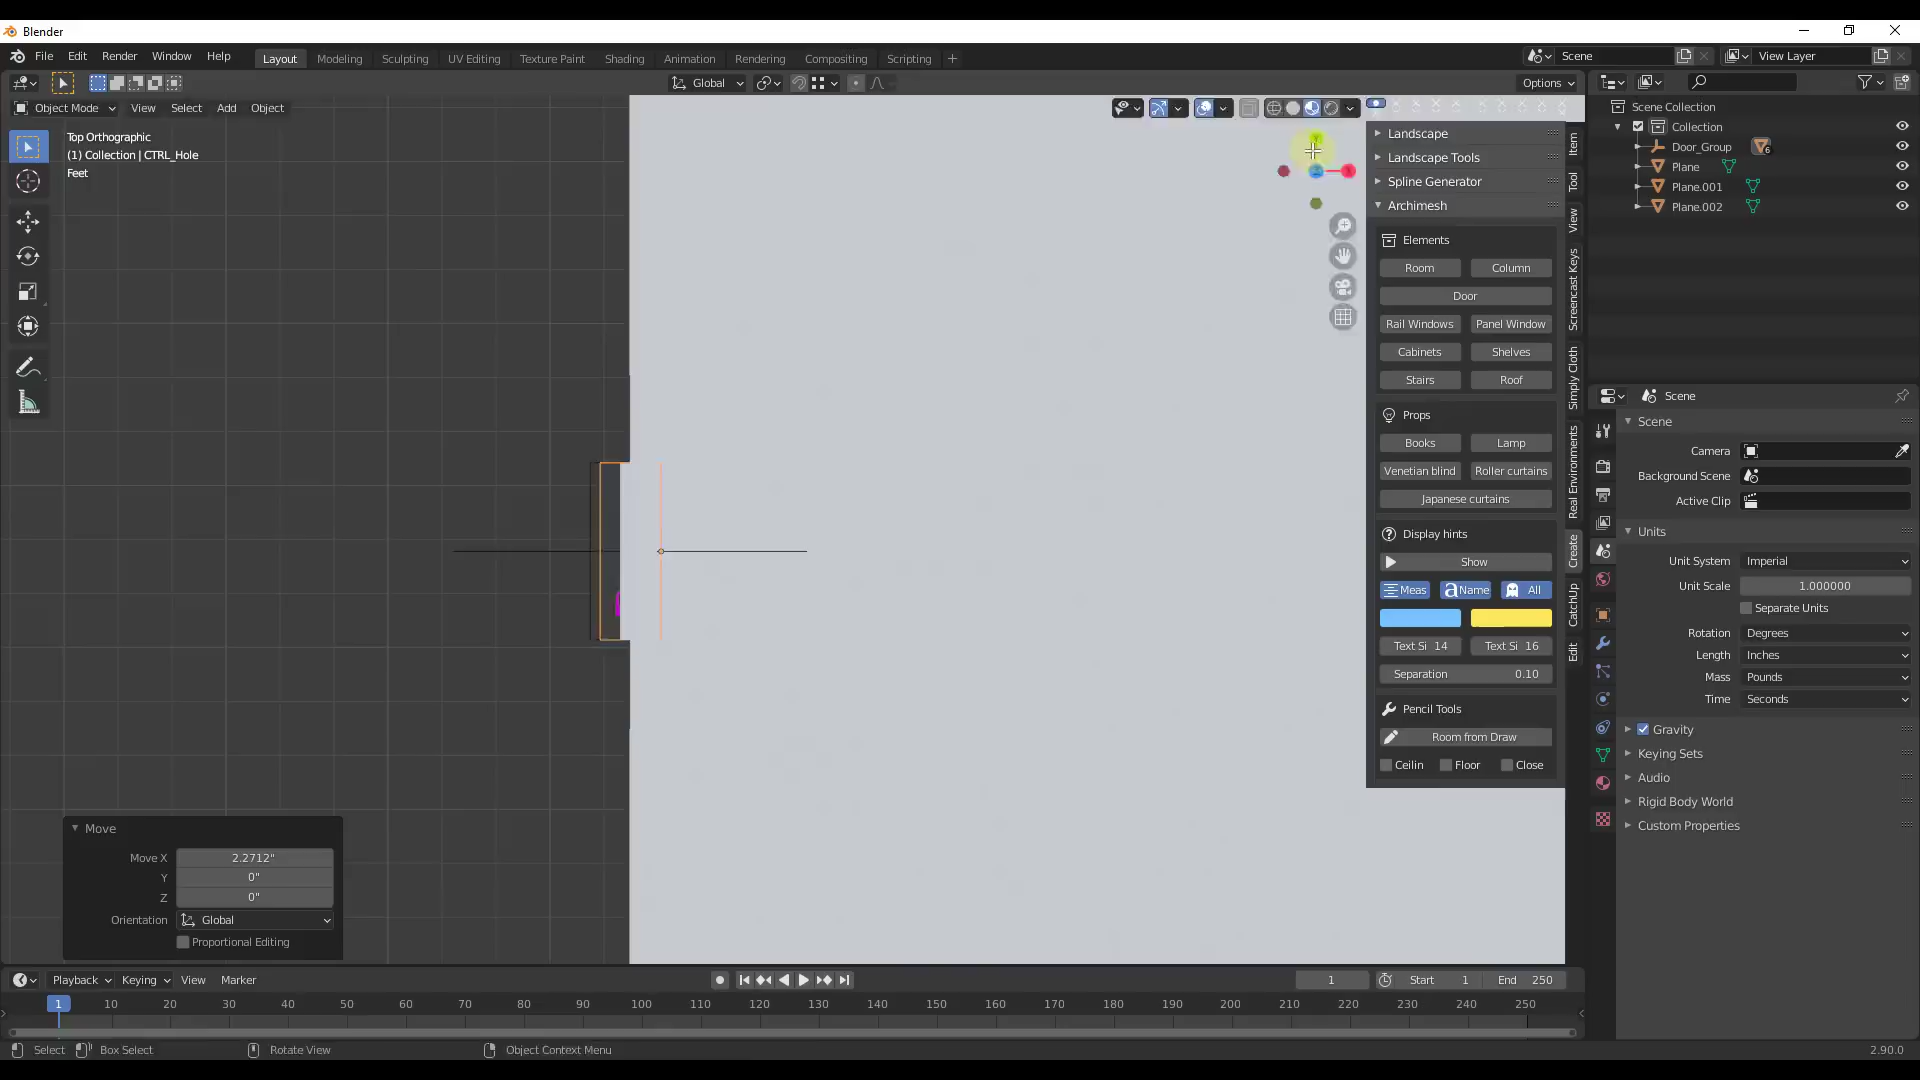 Blender
File Edit Render Window Help
Layout Modeling Sculpting UV Editing Texture Paint Shading Animation Rendering Compositing Scripting +
Scene
View Layer
Global
Options
Object Mode View Select Add Object
Top Orthographic
(1) Collection | CTRL_Hole
Feet
Scene Collection
Collection
Door_Group
6
Plane
Plane.001
Plane.002
Landscape
Landscape Tools
Spline Generator
Archimesh
Elements
Room Column
Door
Rail Windows Panel Window
Cabinets Shelves
Stairs Roof
Props
Books Lamp
Venetian blind Roller curtains
Japanese curtains
Display hints
Show
Meas Name All
Text Si 14 Text Si 16
Separation 0.10
Pencil Tools
Room from Draw
Ceilin Floor Close
Item
Tool
View
Screencast Keys
Simply Cloth
Real Environments
Create
CatchUp
Edit
Scene
Scene
Camera
Background Scene
Active Clip
Units
Unit System Imperial
Unit Scale 1.000000
Separate Units
Rotation Degrees
Length Inches
Mass Pounds
Time Seconds
Gravity
Keying Sets
Audio
Rigid Body World
Custom Properties
Move
Move X 2.2712"
Y 0"
Z 0"
Orientation Global
Proportional Editing
Playback Keying View Marker
1 Start 1 End 250
1 10 20 30 40 50 60 70 80 90 100 110 120 130 140 150 160 170 180 190 200 210 220 230 240 250
Select Box Select Rotate View Object Context Menu 2.90.0